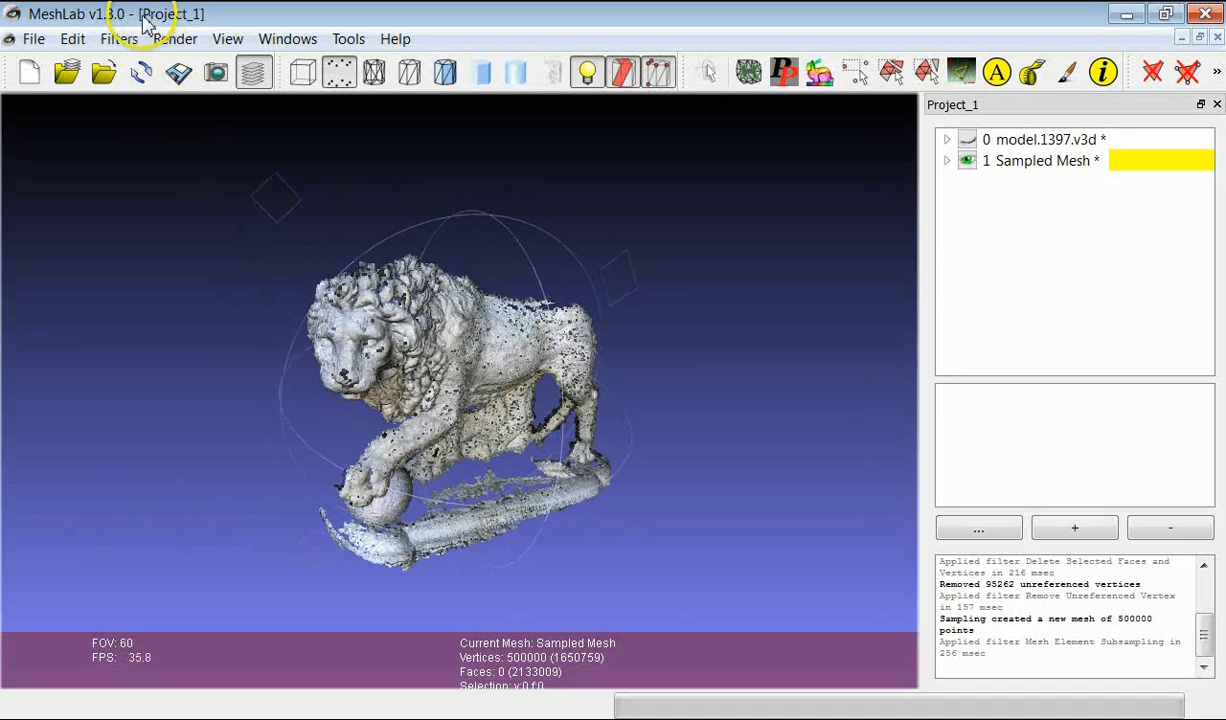 MeshLab v1.3.0 - [Project_1]
File Edit Filters Render View Windows Tools Help
Project_1
0 model.1397.v3d *
1 Sampled Mesh *
... + -
Applied filter Delete Selected Faces and
Vertices in 216 msec
Removed 95262 unreferenced vertices
Applied filter Remove Unreferenced Vertex
in 157 msec
Sampling created a new mesh of 500000
points
Applied filter Mesh Element Subsampling in
256 msec
FOV: 60
FPS: 35.8
Current Mesh: Sampled Mesh
Vertices: 500000 (1650759)
Faces: 0 (2133009)
Selection: v:0 f:0